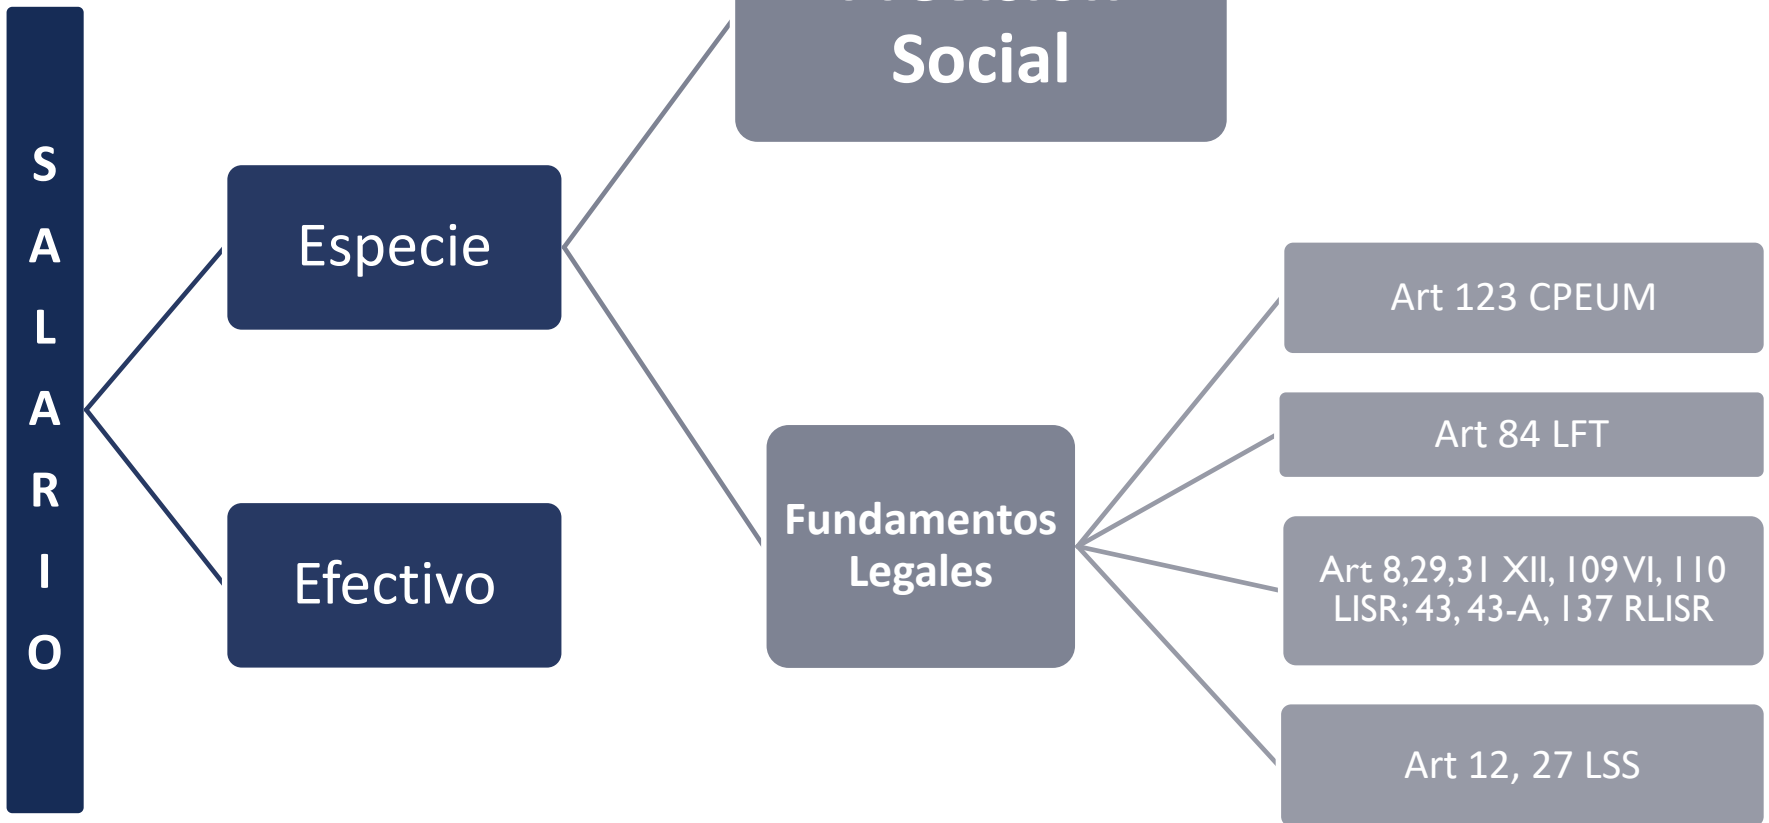 SALARIO
Social
Especie
Efectivo
Fundamentos
Legales
Art 123 CPEUM
Art 84 LFT
Art 8,29,31 XII, 109 VI, 110
LISR; 43, 43-A, 137 RLISR
Art 12, 27 LSS